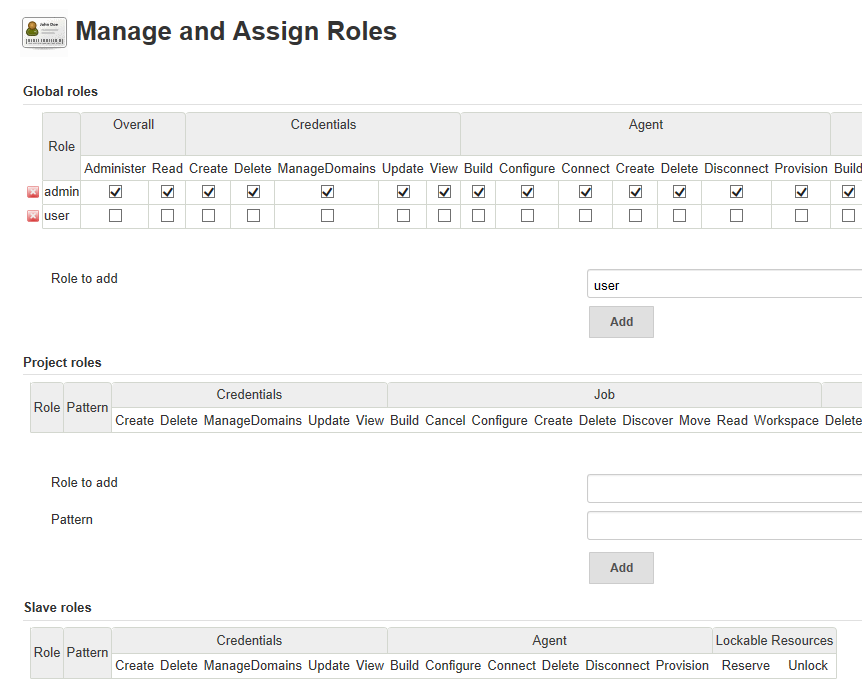 Manage and Assign Roles
Global roles
Role
Overall Credentials Agent
Administer Read Create Delete ManageDomains Update View Build Configure Connect Create Delete Disconnect Provision Build
admin
user
Role to add
user
Add
Project roles
Role Pattern
Credentials Job
Create Delete ManageDomains Update View Build Cancel Configure Create Delete Discover Move Read Workspace Delete
Role to add
Pattern
Add
Slave roles
Role Pattern
Credentials Agent Lockable Resources
Create Delete ManageDomains Update View Build Configure Connect Delete Disconnect Provision Reserve Unlock